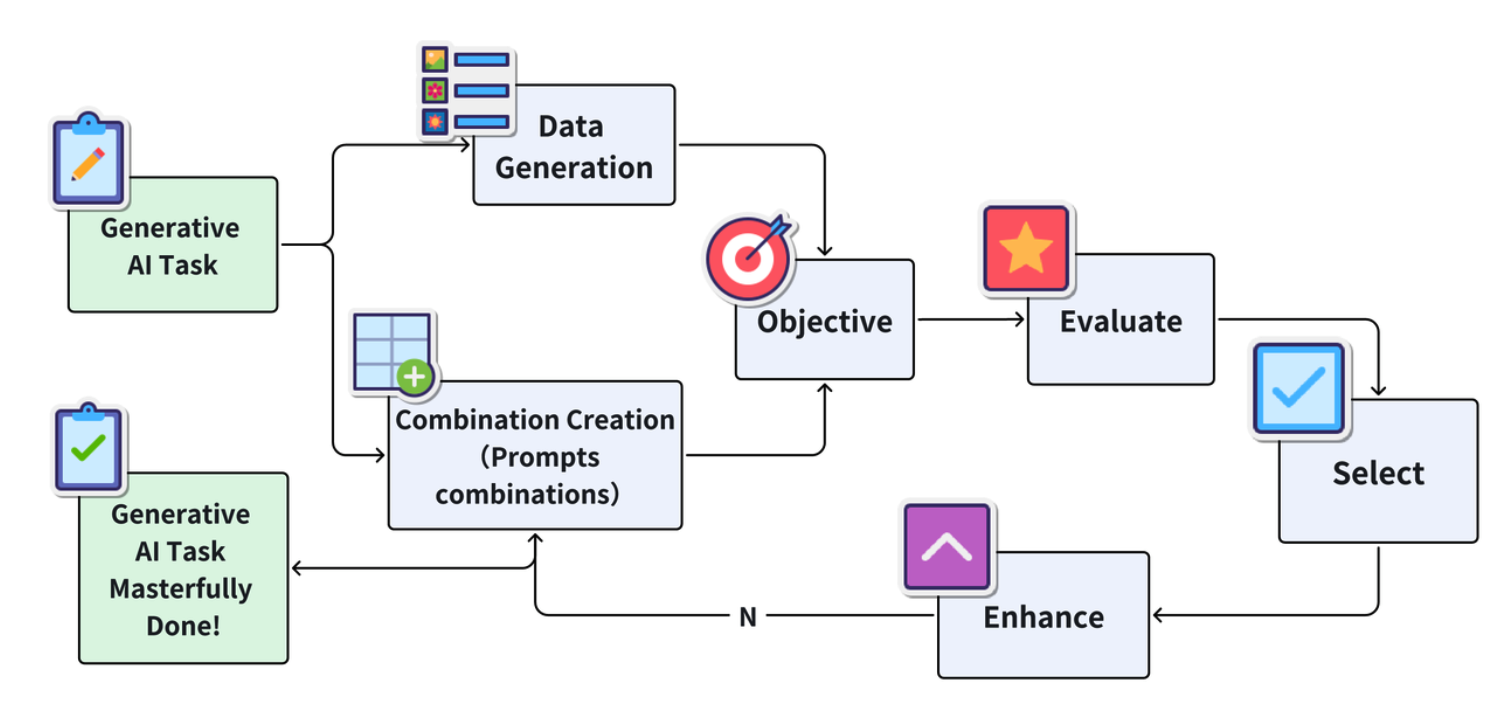 Data
Generation
Generative
AI Task
Objective
Evaluate
Combination Creation
（Prompts
combinations）
Select
Generative
AI Task
Masterfully
Done!
Enhance
N